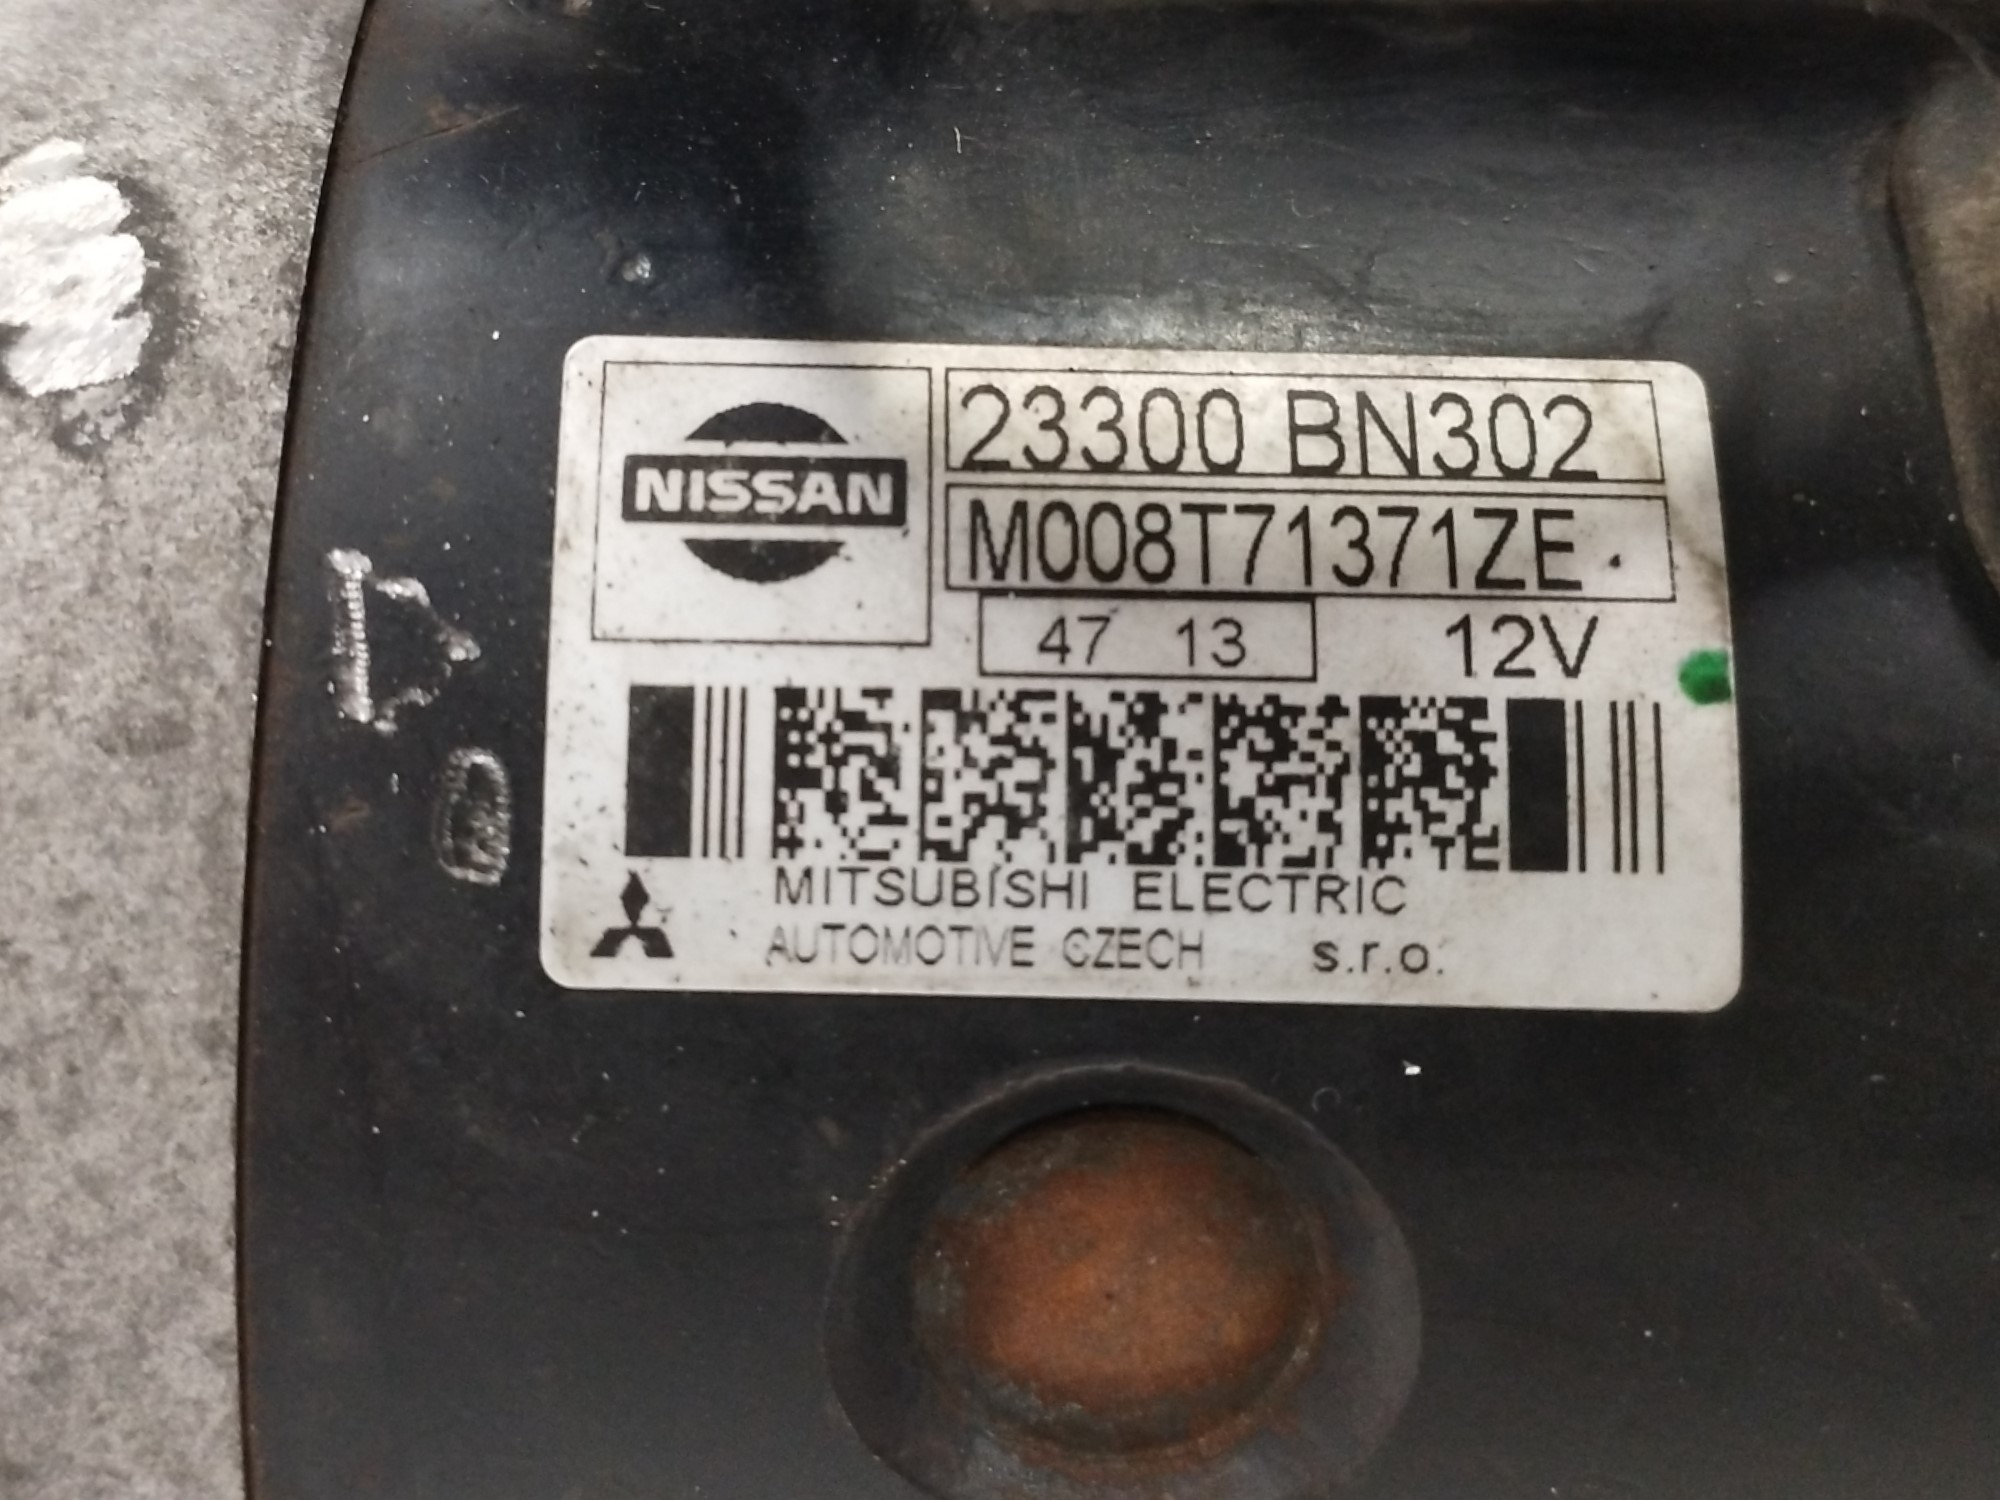 NISSAN
23300 BN302
M008T71371ZE
47 13
12V
MITSUBISHI ELECTRIC
AUTOMOTIVE CZECH s.r.o.